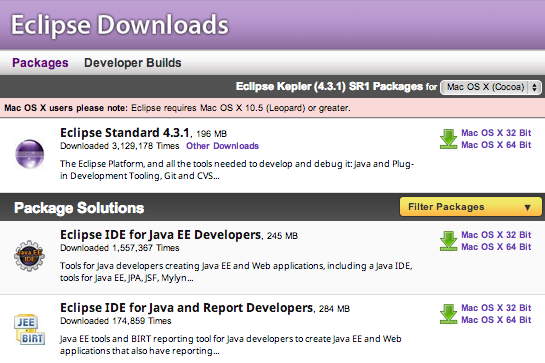 Eclipse Downloads
Packages Developer Builds
Eclipse Kepler (4.3.1) SR1 Packages for Mac OS X (Cocoa)
Mac OS X users please note: Eclipse requires Mac OS X 10.5 (Leopard) or greater.
Eclipse Standard 4.3.1, 196 MB
Downloaded 3,129,178 Times Other Downloads
Mac OS X 32 Bit
Mac OS X 64 Bit
The Eclipse Platform, and all the tools needed to develop and debug it: Java and Plug-
in Development Tooling, Git and CVS...
Package Solutions
Filter Packages
Java EE
IDE
Eclipse IDE for Java EE Developers, 245 MB
Downloaded 1,557,367 Times
Mac OS X 32 Bit
Mac OS X 64 Bit
Tools for Java developers creating Java EE and Web applications, including a Java IDE,
tools for Java EE, JPA, JSF, Mylyn...
JEE
BIRT
Eclipse IDE for Java and Report Developers, 284 MB
Downloaded 174,859 Times
Mac OS X 32 Bit
Mac OS X 64 Bit
Java EE tools and BIRT reporting tool for Java developers to create Java EE and Web
applications that also have reporting...